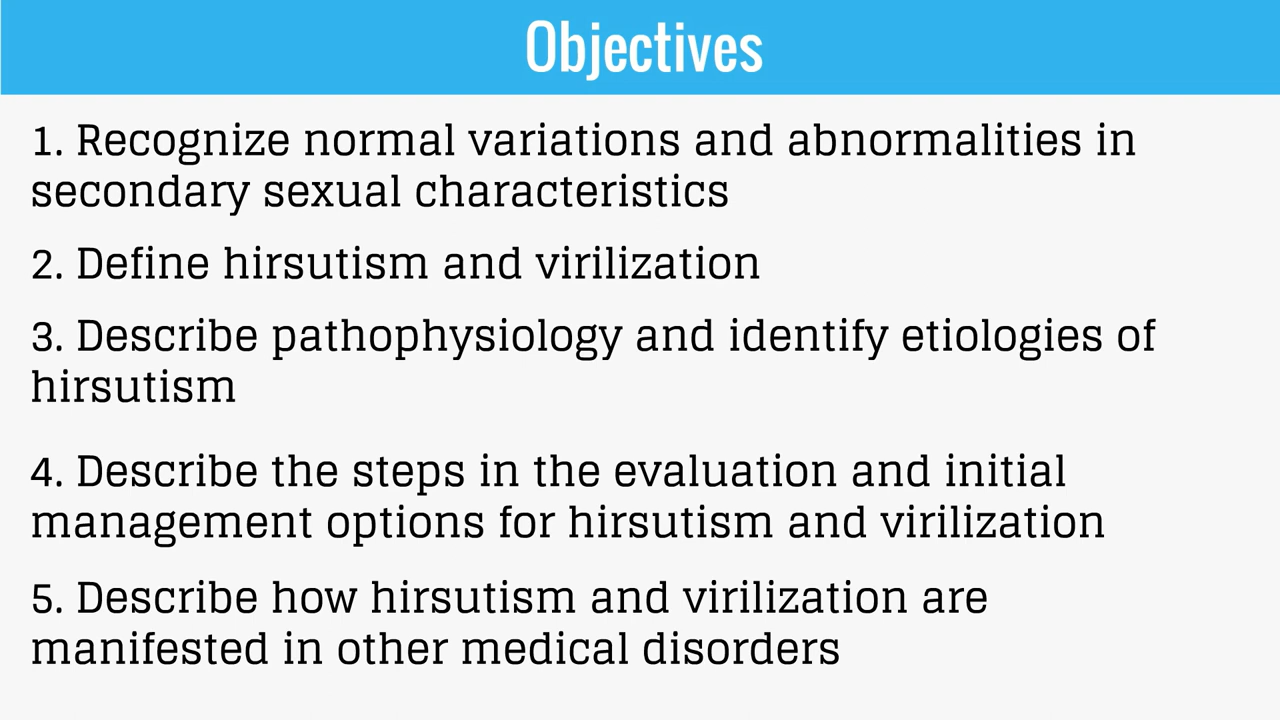 Objectives
1. Recognize normal variations and abnormalities in
secondary sexual characteristics
2. Define hirsutism and virilization
3. Describe pathophysiology and identify etiologies of
hirsutism
4. Describe the steps in the evaluation and initial
management options for hirsutism and virilization
5. Describe how hirsutism and virilization are
manifested in other medical disorders